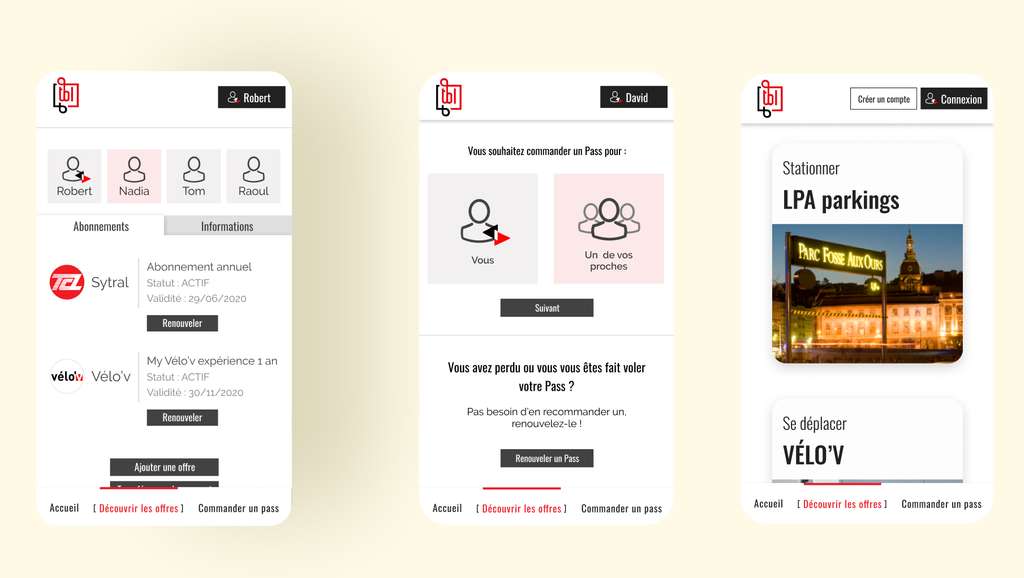 tbl
Robert
Robert
Nadia
Tom
Raoul
Abonnements
Informations
TCL
Sytral
Abonnement annuel
Statut : ACTIF
Validité : 29/06/2020
Renouveler
vélo'v
Vélo'v
My Vélo'v expérience 1 an
Statut : ACTIF
Validité : 30/11/2020
Renouveler
Ajouter une offre
Accueil
[ Découvrir les offres ]
Commander un pass
tbl
David
Vous souhaitez commander un Pass pour :
Vous
Un de vos
proches
Suivant
Vous avez perdu ou vous vous êtes fait voler
votre Pass ?
Pas besoin d'en recommander un,
renouvelez-le !
Renouveler un Pass
Accueil
[ Découvrir les offres ]
Commander un pass
tbl
Créer un compte
Connexion
Stationner
LPA parkings
PARC FOSSE AUX OURS
Se déplacer
VÉLO'V
Accueil
[ Découvrir les offres ]
Commander un pass